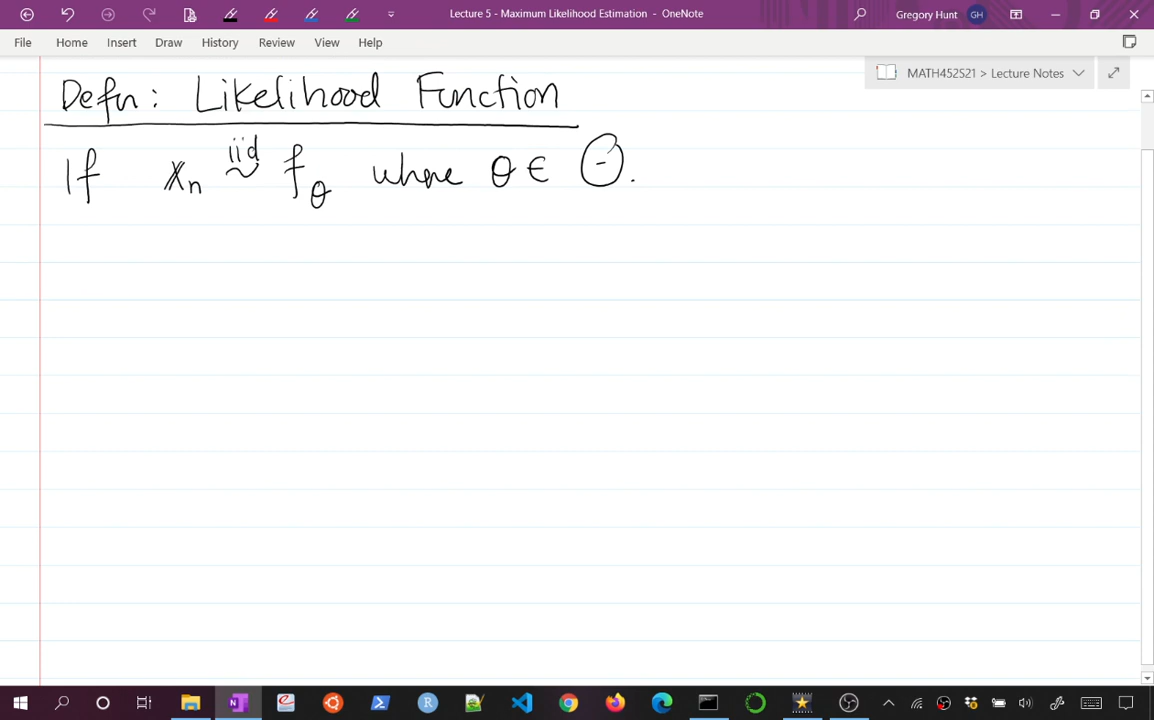 Lecture 5 - Maximum Likelihood Estimation - OneNote
Gregory Hunt GH
File Home Insert Draw History Review View Help
MATH452S21 > Lecture Notes
Defn: Likelihood Function
If Xn iid ~ fθ where θ ∈ Θ.